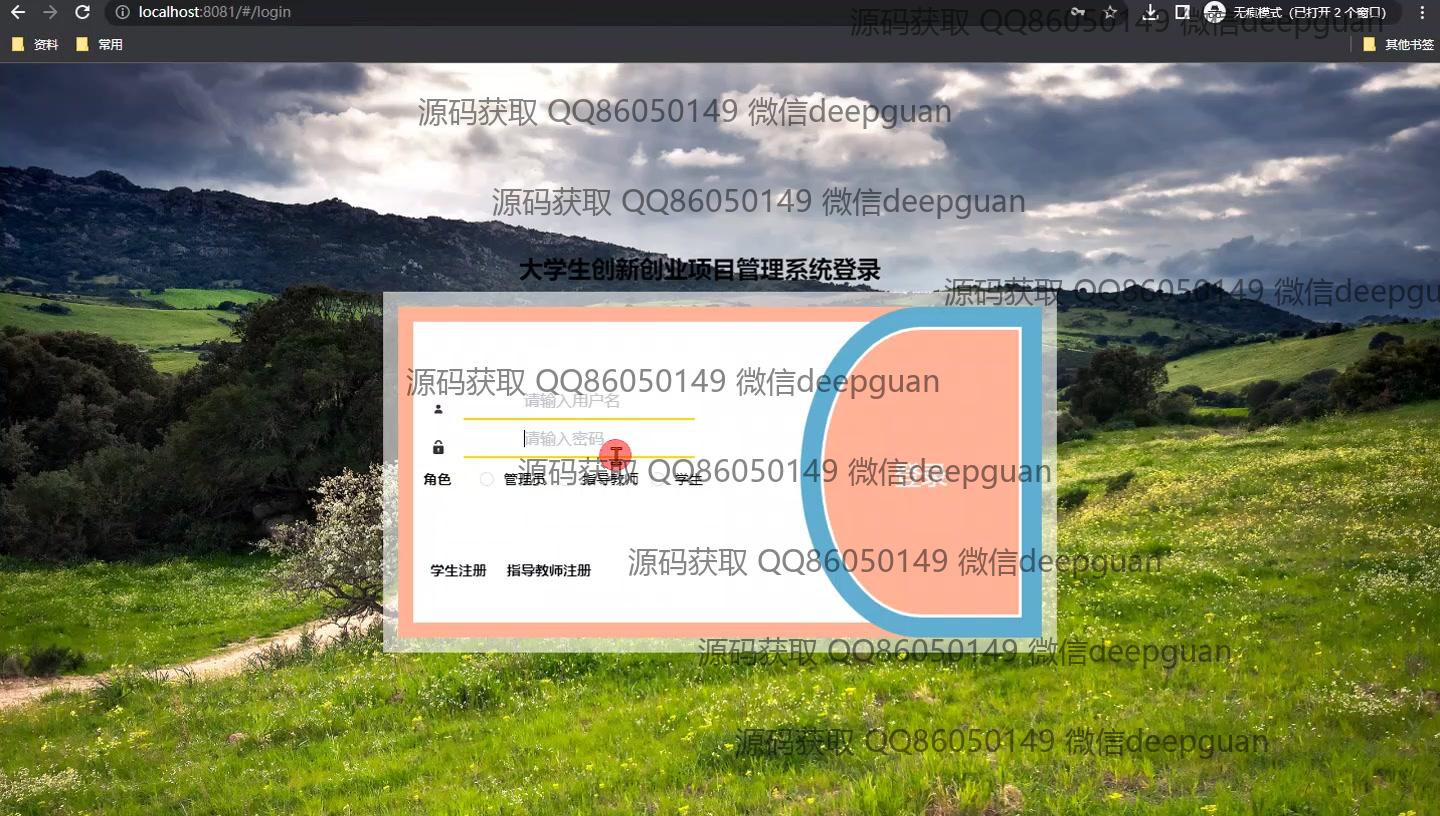 localhost:8081/#/login
无痕模式（已打开 2 个窗口）
资料
常用
其他书签
源码获取 QQ86050149 微信deepguan
源码获取 QQ86050149 微信deepguan
源码获取 QQ86050149 微信deepguan
大学生创新创业项目管理系统登录
源码获取 QQ86050149 微信deepgu
源码获取 QQ86050149 微信deepguan
请输入用户名
请输入密码
源码获取 QQ86050149 微信deepguan
角色 管理员 指导教师 学生
登录
源码获取 QQ86050149 微信deepguan
学生注册 指导教师注册
源码获取 QQ86050149 微信deepguan
源码获取 QQ86050149 微信deepguan